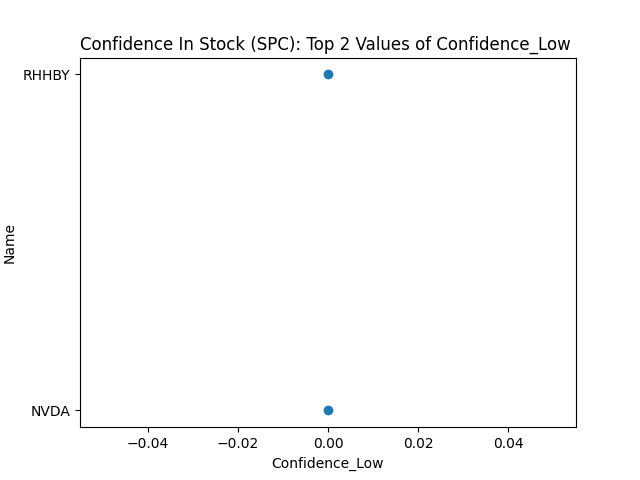 Confidence In Stock (SPC): Top 2 Values of Confidence_Low
RHHBY
Name
NVDA
−0.04
−0.02
0.00
0.02
0.04
Confidence_Low